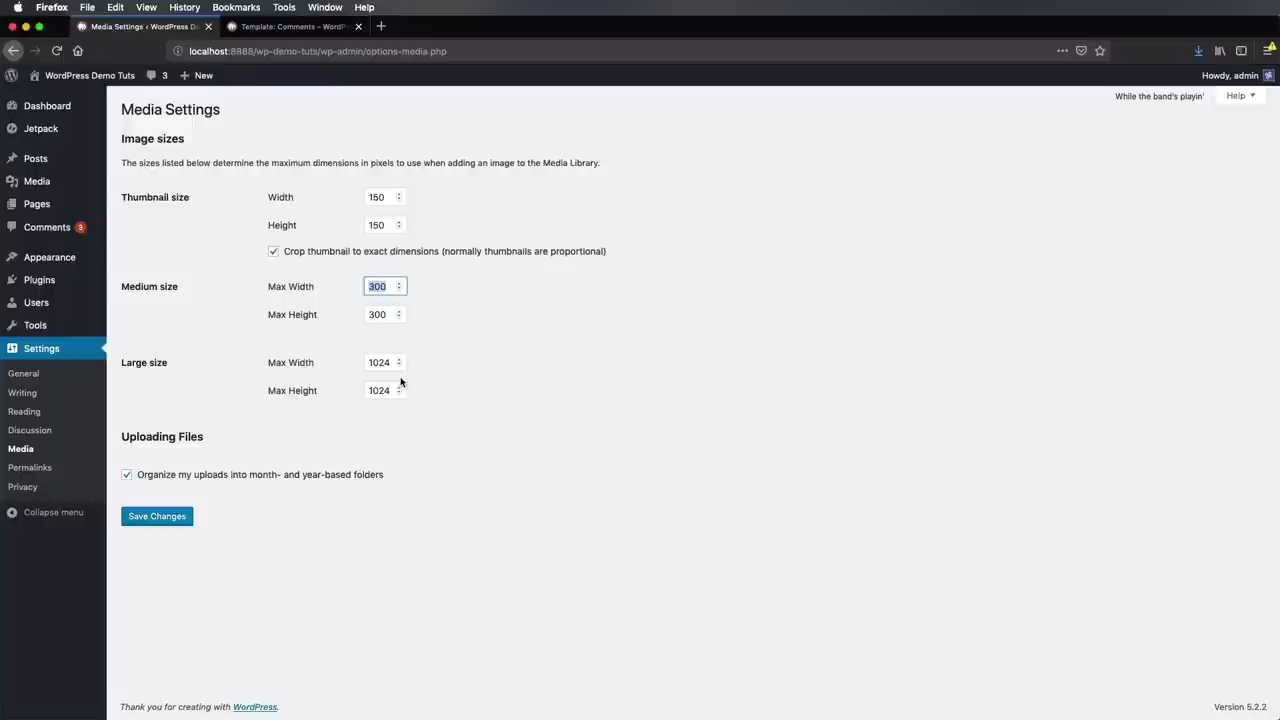 Firefox File Edit View History Bookmarks Tools Window Help
Media Settings ‹ WordPress De
Template: Comments – WordPr
localhost:8888/wp-demo-tuts/wp-admin/options-media.php
WordPress Demo Tuts 3 + New Howdy, admin
While the band's playin' Help
Dashboard
Jetpack
Posts
Media
Pages
Comments 3
Appearance
Plugins
Users
Tools
Settings
General
Writing
Reading
Discussion
Media
Permalinks
Privacy
Collapse menu
Media Settings
Image sizes
The sizes listed below determine the maximum dimensions in pixels to use when adding an image to the Media Library.
Thumbnail size Width 150
Height 150
Crop thumbnail to exact dimensions (normally thumbnails are proportional)
Medium size Max Width 300
Max Height 300
Large size Max Width 1024
Max Height 1024
Uploading Files
Organize my uploads into month- and year-based folders
Save Changes
Thank you for creating with WordPress.
Version 5.2.2